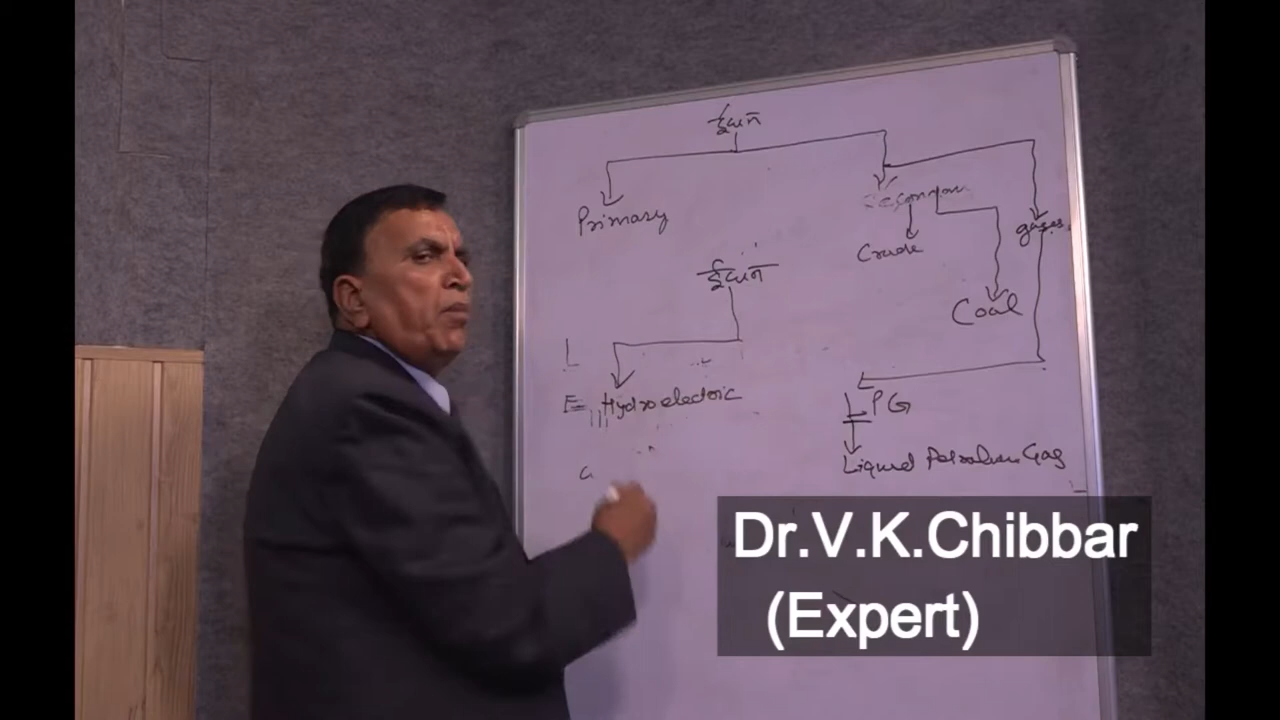 ईंधन
Primary
Secondary
gases
Crude
ईंधन
Coal
L
E Hydroelectric
LPG
Liquid Petroleum Gas
Dr.V.K.Chibbar
(Expert)